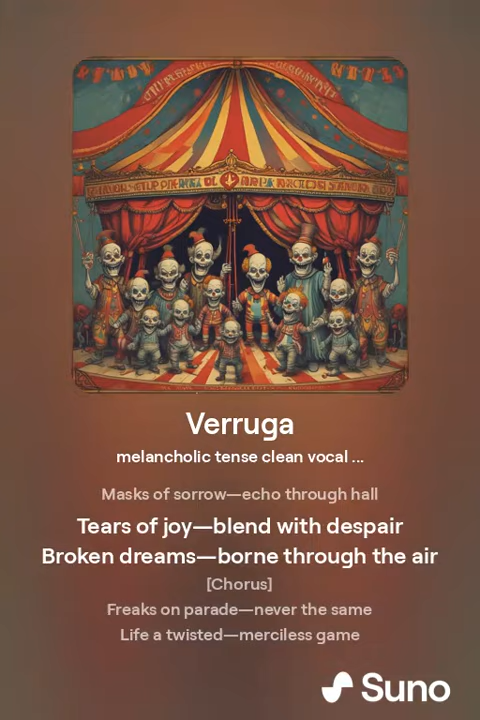 Verruga
melancholic tense clean vocal ...
Masks of sorrow—echo through hall
Tears of joy—blend with despair
Broken dreams—borne through the air
[Chorus]
Freaks on parade—never the same
Life a twisted—merciless game
Suno